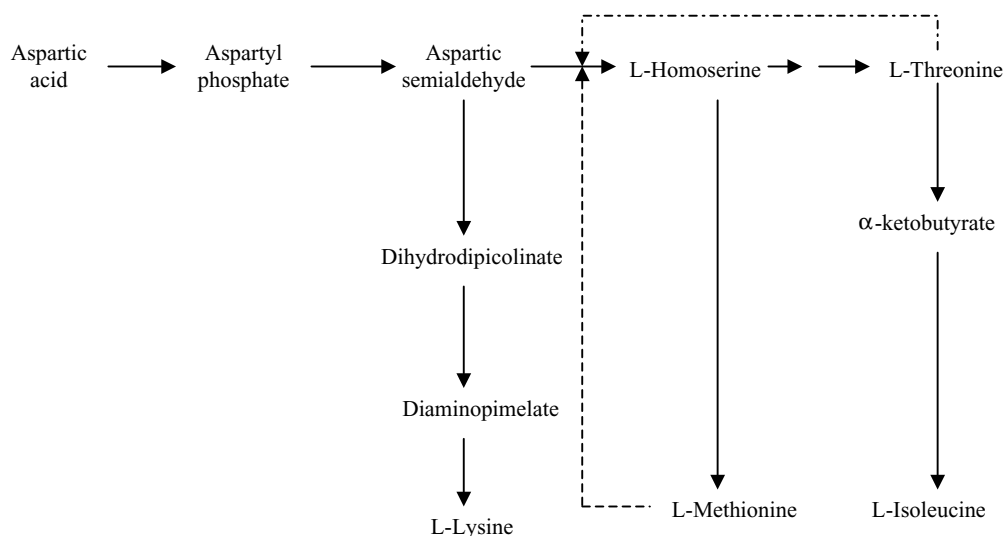 Aspartic
acid
Aspartyl
phosphate
Aspartic
semialdehyde
L-Homoserine
L-Threonine
α-ketobutyrate
Dihydrodipicolinate
Diaminopimelate
L-Lysine
L-Methionine
L-Isoleucine